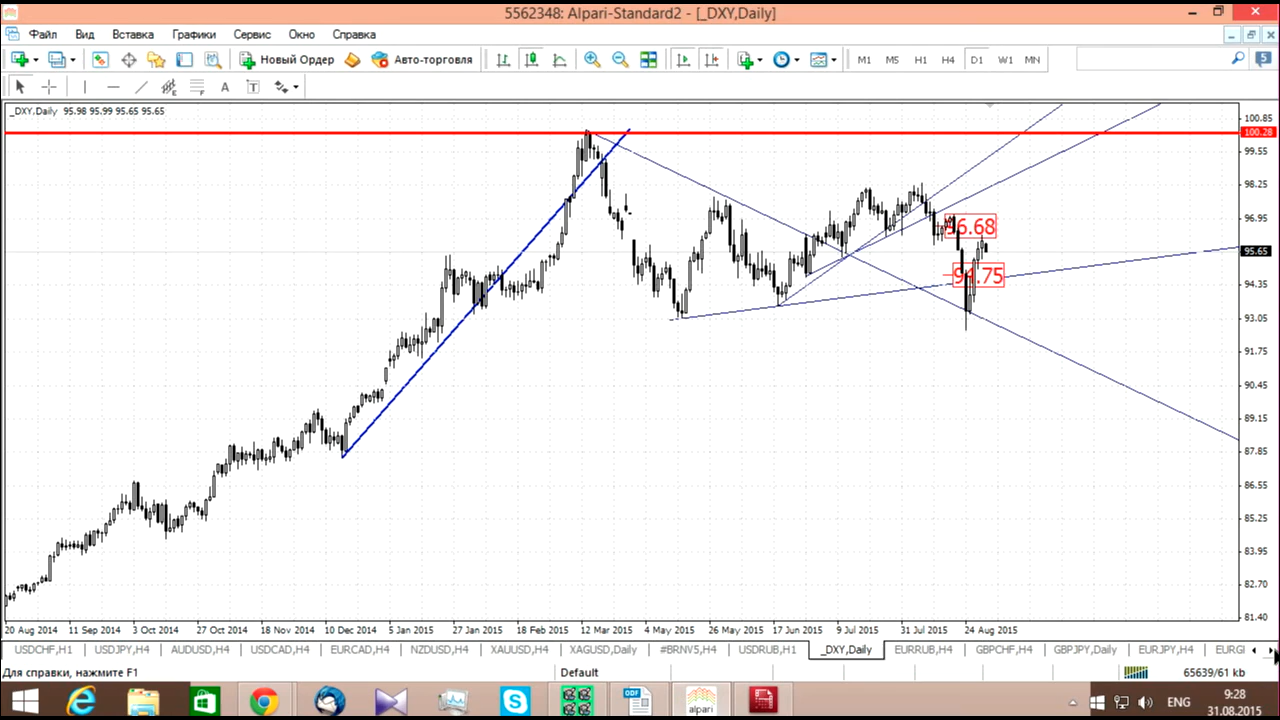 5562348: Alpari-Standard2 - [_DXY,Daily]
Файл Вид Вставка Графики Сервис Окно Справка
Новый Ордер Авто-торговля M1 M5 H1 H4 D1 W1 MN 5
A T
_DXY,Daily 95.98 95.99 95.65 95.65
100.85
100.28
99.55
98.25
96.95
96.68
95.65
94.75
94.35
93.05
91.75
90.45
89.15
87.85
86.55
85.25
83.95
82.70
81.40
20 Aug 2014 11 Sep 2014 3 Oct 2014 27 Oct 2014 18 Nov 2014 10 Dec 2014 5 Jan 2015 27 Jan 2015 18 Feb 2015 12 Mar 2015 4 May 2015 26 May 2015 17 Jun 2015 9 Jul 2015 31 Jul 2015 24 Aug 2015
USDCHF,H1 USDJPY,H4 AUDUSD,H4 USDCAD,H4 EURCAD,H4 NZDUSD,H4 XAUUSD,H4 XAGUSD,Daily #BRNV5,H4 USDRUB,H1 _DXY,Daily EURRUB,H4 GBPCHF,H4 GBPJPY,Daily EURJPY,H4 EURG
Для справки, нажмите F1 Default 65639/61 kb
ODF alpari ENG 9:28
31.08.2015